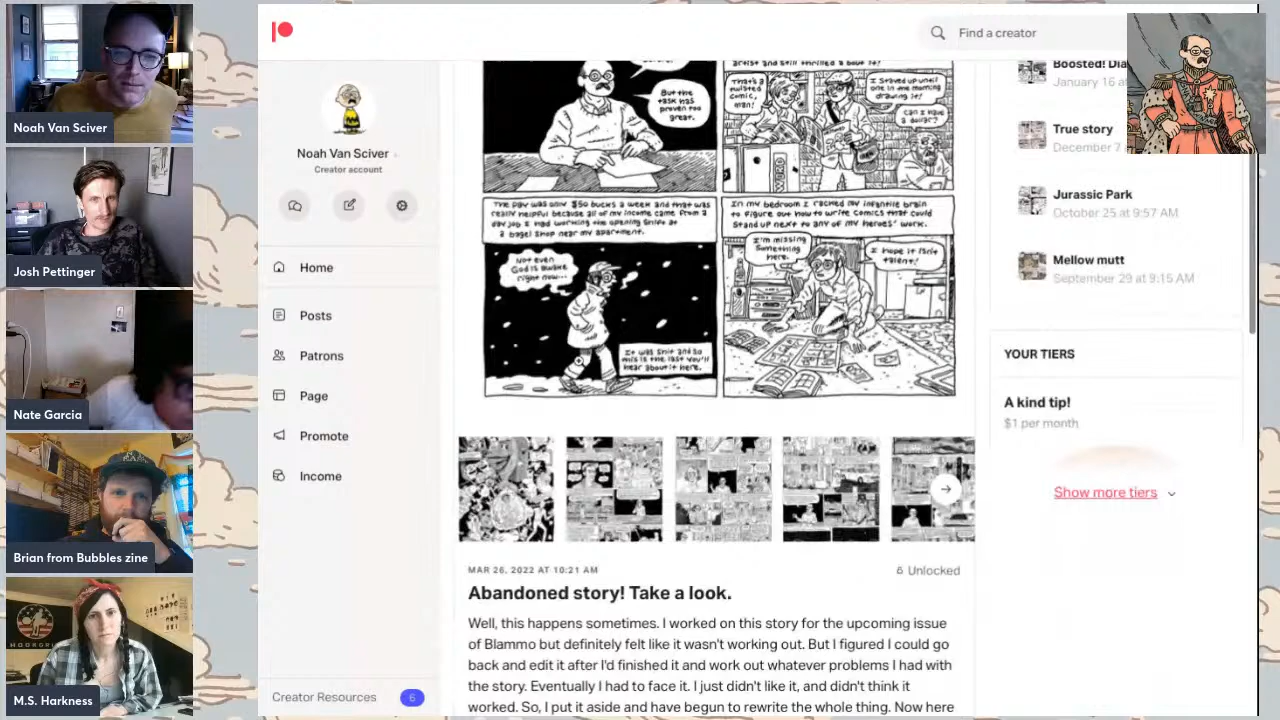 Noah Van Sciver
Josh Pettinger
Nate Garcia
Brian from Bubbles zine
M.S. Harkness
Find a creator
Noah Van Sciver
Creator account
Home
Posts
Patrons
Page
Promote
Income
Creator Resources
6
artist and still thrilled about it!
But the
task has
proven too
great.
That's a
twisted
comic,
man!
I stayed up until
one in the morning
drawing it!
Can I have
a dollar?
The pay was only $50 bucks a week and that was
really helpful because all of my income came from a
day job I had working the opening shift at
a bagel shop near my apartment.
Not even
God is awake
right now...
It was shit and so
this is the last you'll
hear about it here.
In my bedroom I racked my infantile brain
to figure out how to write comics that could
stand up next to any of my heroes' work.
I'm missing
something
here.
I hope it isn't
talent!
MAR 26, 2022 AT 10:21 AM
Unlocked
Abandoned story! Take a look.
Well, this happens sometimes. I worked on this story for the upcoming issue
of Blammo but definitely felt like it wasn't working out. But I figured I could go
back and edit it after I'd finished it and work out whatever problems I had with
the story. Eventually I had to face it. I just didn't like it, and didn't think it
worked. So, I put it aside and have begun to rewrite the whole thing. Now here
Boosted! Dia
January 16 a
True story
December 7
Jurassic Park
October 25 at 9:57 AM
Mellow mutt
September 29 at 9:15 AM
YOUR TIERS
A kind tip!
$1 per month
Show more tiers